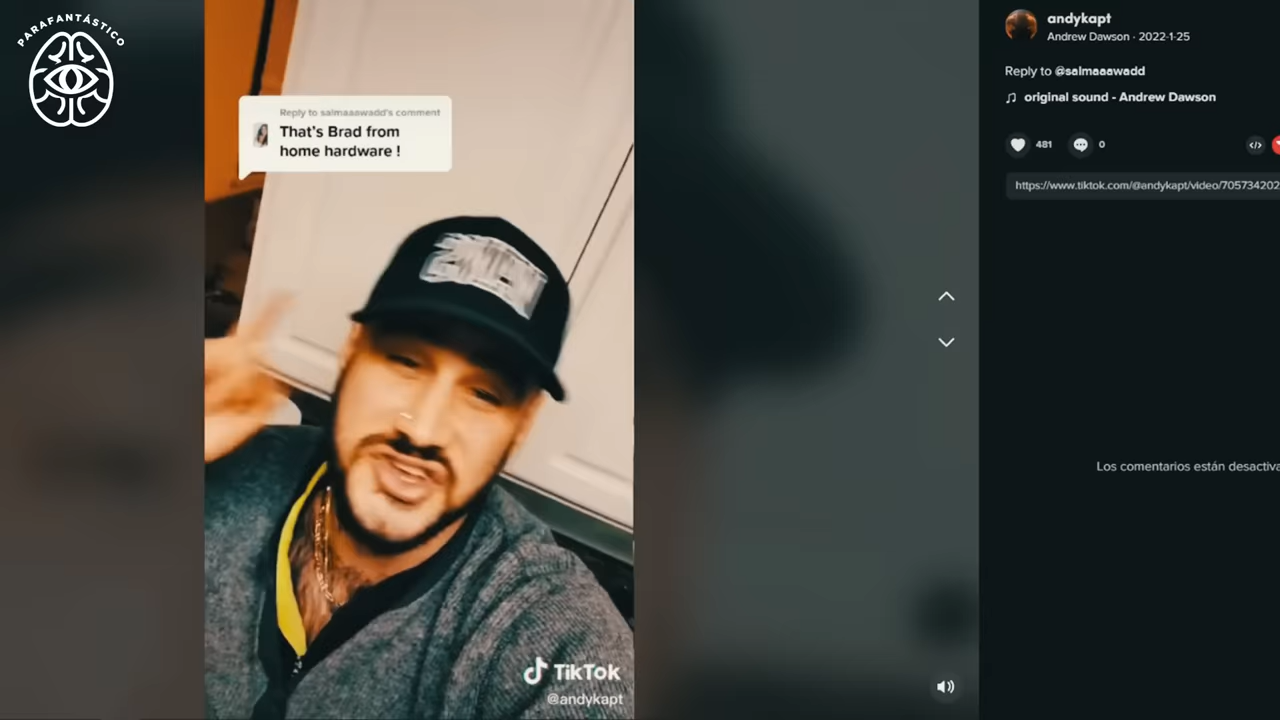 PARAFANTÁSTICO
Reply to salmaaawadd's comment
That's Brad from
home hardware !
TikTok
@andykapt
andykapt
Andrew Dawson · 2022-1-25
Reply to @salmaaawadd
original sound - Andrew Dawson
481
0
https://www.tiktok.com/@andykapt/video/705734202
Los comentarios están desactiva